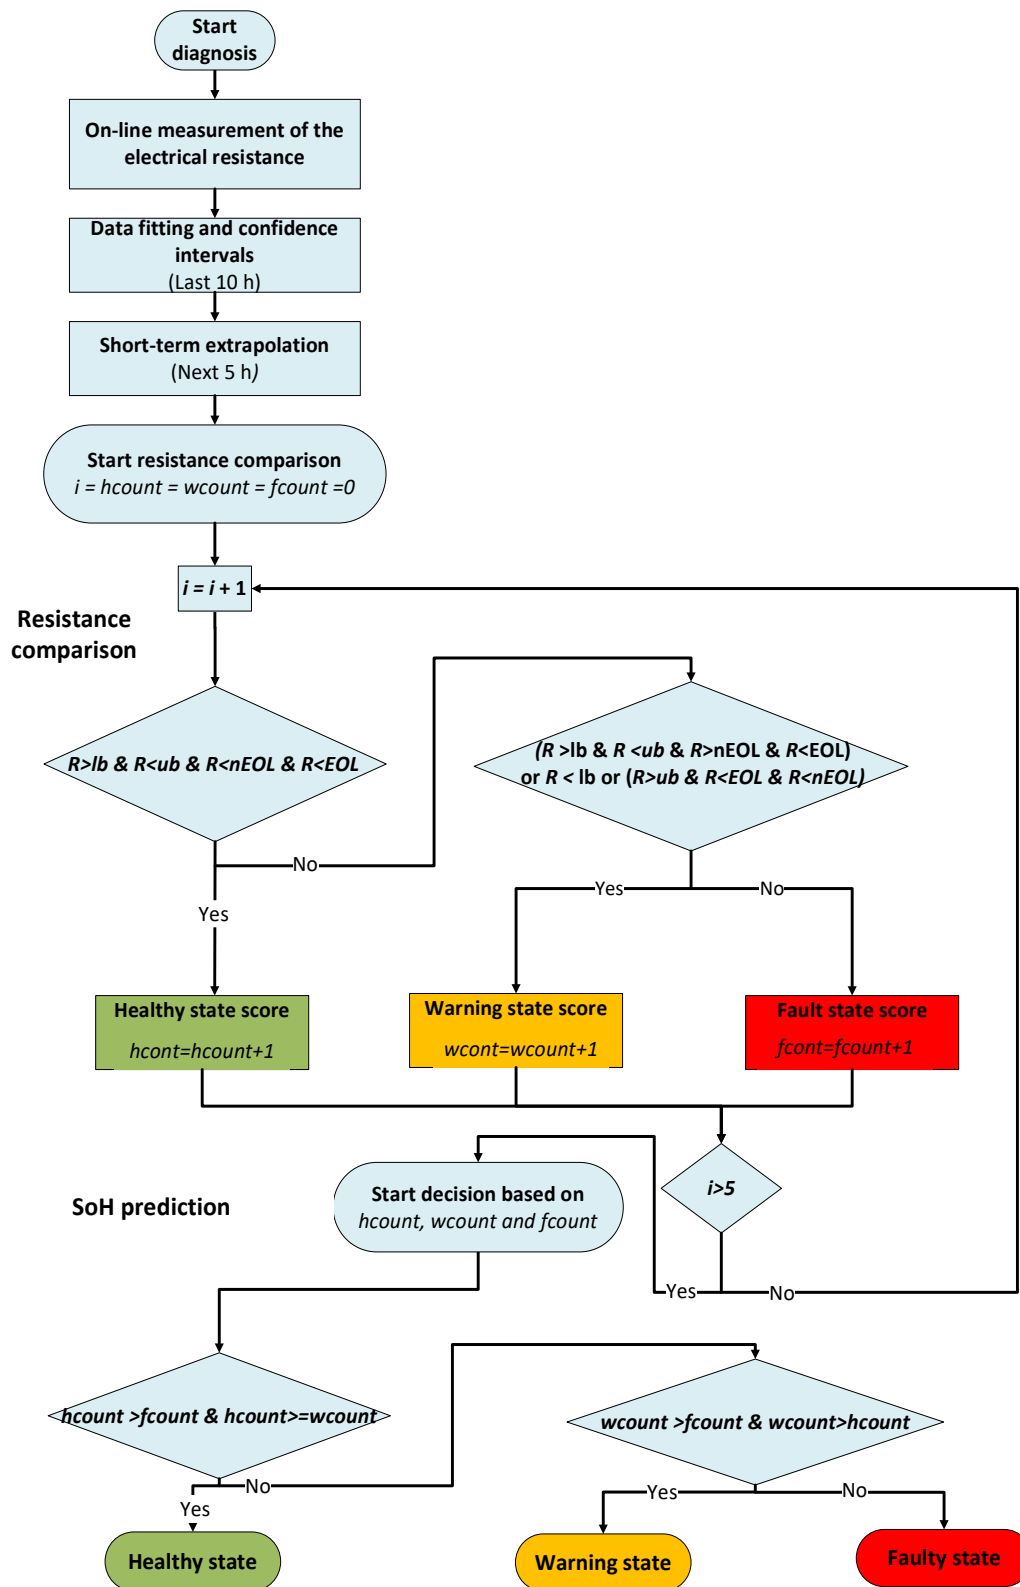 Start
diagnosis
On-line measurement of the
electrical resistance
Data fitting and confidence
intervals
(Last 10 h)
Short-term extrapolation
(Next 5 h)
Start resistance comparison
i = hcount = wcount = fcount =0
i = i + 1
Resistance
comparison
R>lb & R<ub & R<nEOL & R<EOL
(R >lb & R <ub & R>nEOL & R<EOL)
or R < lb or (R>ub & R<EOL & R<nEOL)
No
Yes
Yes
No
Healthy state score
hcont=hcount+1
Warning state score
wcont=wcount+1
Fault state score
fcont=fcount+1
i>5
Start decision based on
hcount, wcount and fcount
SoH prediction
Yes
No
hcount >fcount & hcount>=wcount
wcount >fcount & wcount>hcount
No
Yes
Yes
No
Healthy state
Warning state
Faulty state